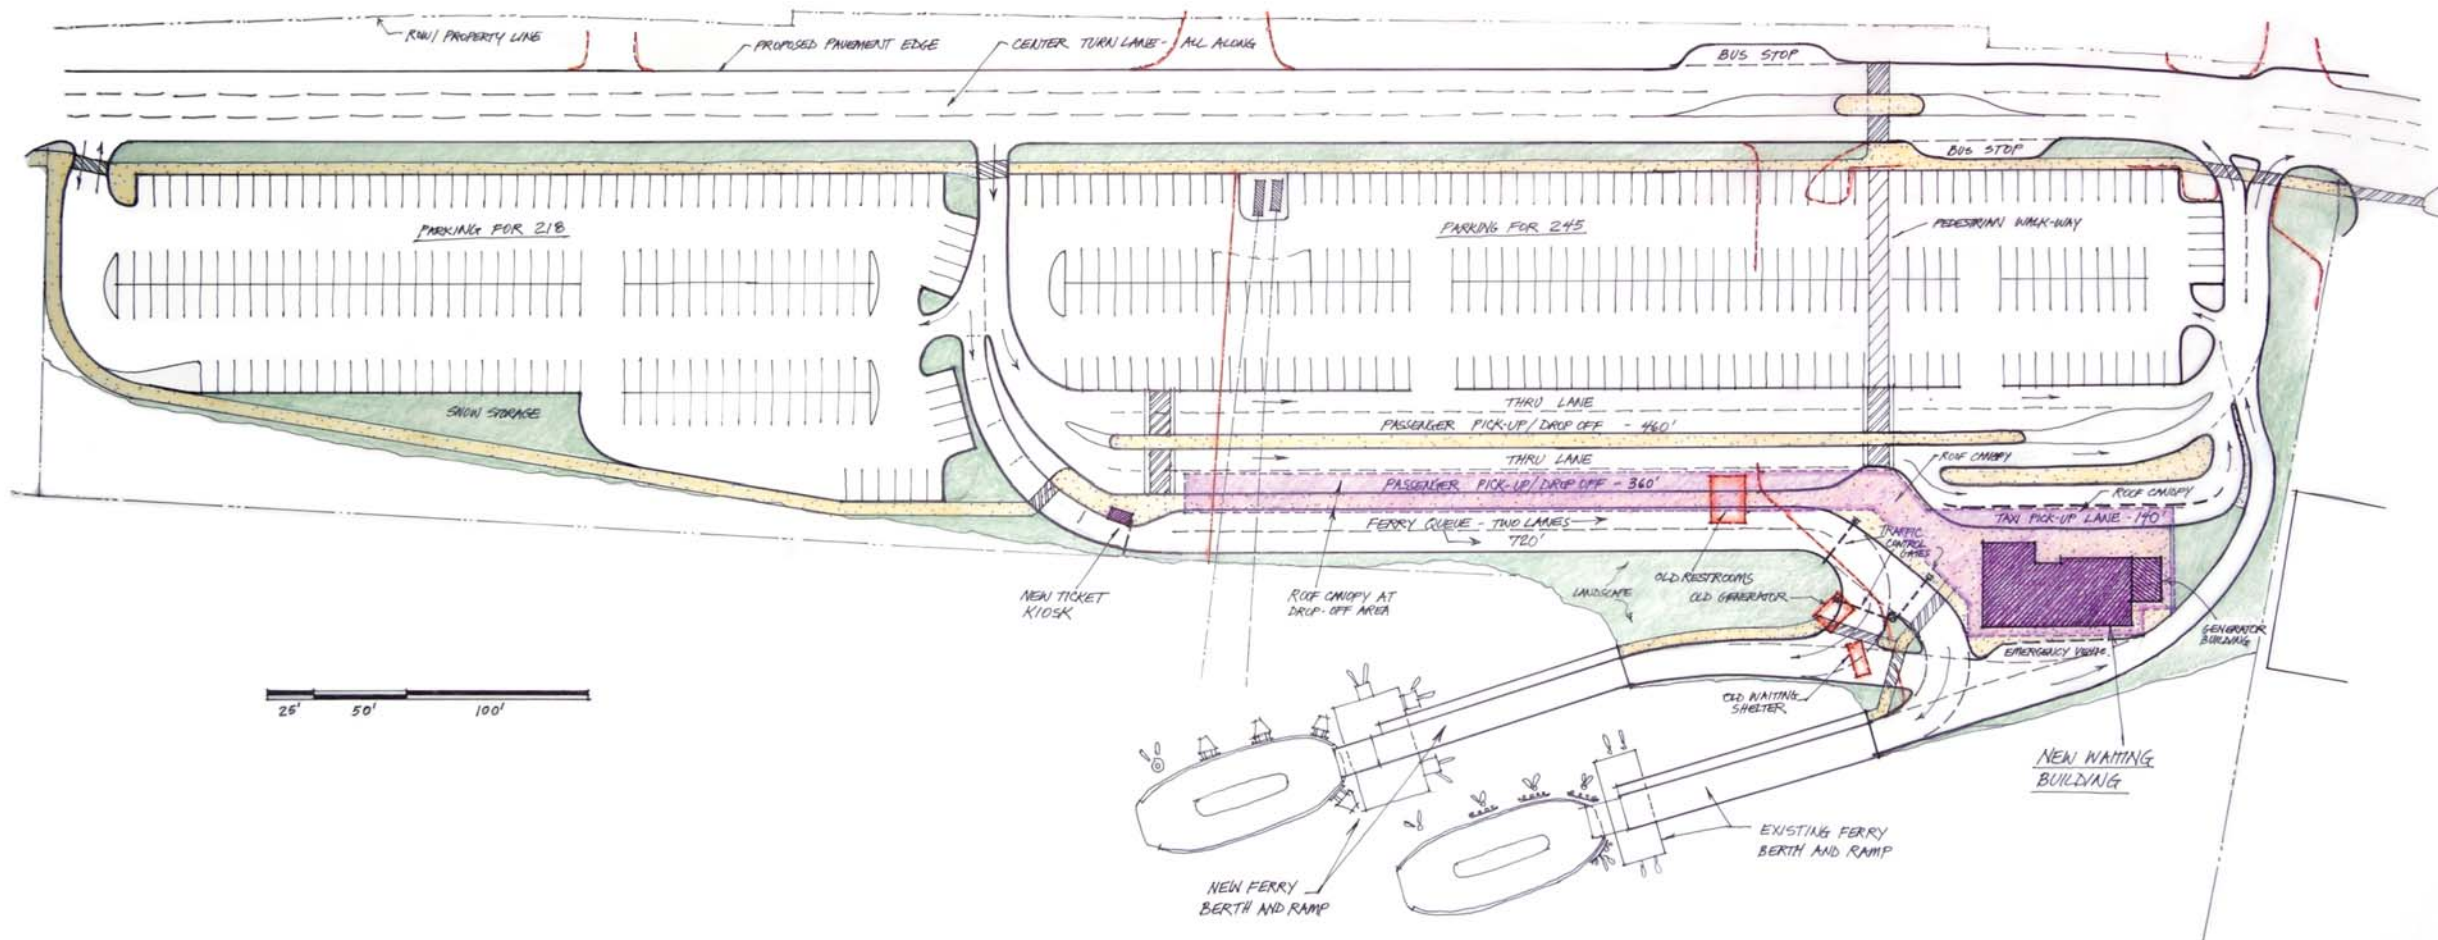 ROW/ PROPERTY LINE
PROPOSED PAVEMENT EDGE
CENTER TURN LANE - ALL ALONG
BUS STOP
BUS STOP
PARKING FOR 218
PARKING FOR 245
PEDESTRIAN WALK-WAY
SNOW STORAGE
THRU LANE
PASSENGER PICK-UP/DROP OFF - 460'
THRU LANE
ROOF CANOPY
PASSENGER PICK-UP/DROP OFF - 360'
ROOF CANOPY
TAXI PICK-UP LANE - 140'
FERRY QUEUE - TWO LANES
720'
TRAFFIC
CONTROL
GATES
NEW TICKET
KIOSK
ROOF CANOPY AT
DROP-OFF AREA
LANDSCAPE
OLD RESTROOMS
OLD GENERATOR
GENERATOR
BUILDING
EMERGENCY
OLD WAITING
SHELTER
25' 50' 100'
NEW WAITING
BUILDING
EXISTING FERRY
BERTH AND RAMP
NEW FERRY
BERTH AND RAMP